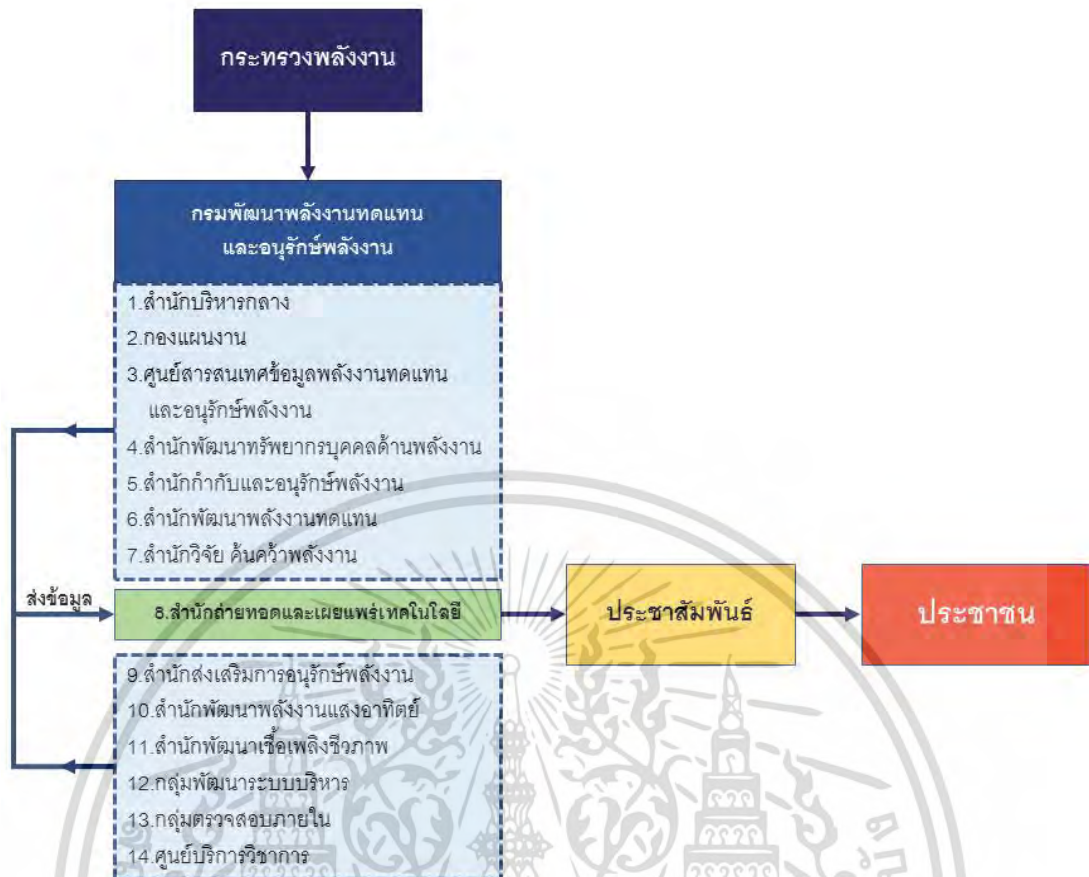 กระทรวงพลังงาน
กรมพัฒนาพลังงานทดแทน
และอนุรักษ์พลังงาน
1.สำนักบริหารกลาง
2.กองแผนงาน
3.ศูนย์สารสนเทศข้อมูลพลังงานทดแทน
และอนุรักษ์พลังงาน
4.สำนักพัฒนาทรัพยากรบุคคลด้านพลังงาน
5.สำนักกำกับและอนุรักษ์พลังงาน
6.สำนักพัฒนาพลังงานทดแทน
7.สำนักวิจัย ค้นคว้าพลังงาน
ส่งข้อมูล
8.สำนักถ่ายทอดและเผยแพร่เทคโนโลยี
ประชาสัมพันธ์
ประชาชน
9.สำนักส่งเสริมการอนุรักษ์พลังงาน
10.สำนักพัฒนาพลังงานแสงอาทิตย์
11.สำนักพัฒนาเชื้อเพลิงชีวภาพ
12.กลุ่มพัฒนาระบบบริหาร
13.กลุ่มตรวจสอบภายใน
14.ศูนย์บริการวิชาการ